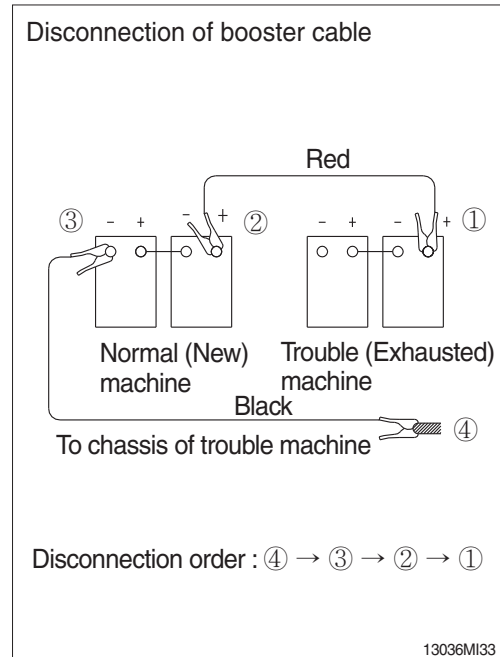 Disconnection of booster cable
Red
③ - + - + ② - + - + ①
Normal (New)
machine
Trouble (Exhausted)
machine
Black
To chassis of trouble machine ④
Disconnection order : ④ → ③ → ② → ①
13036MI33